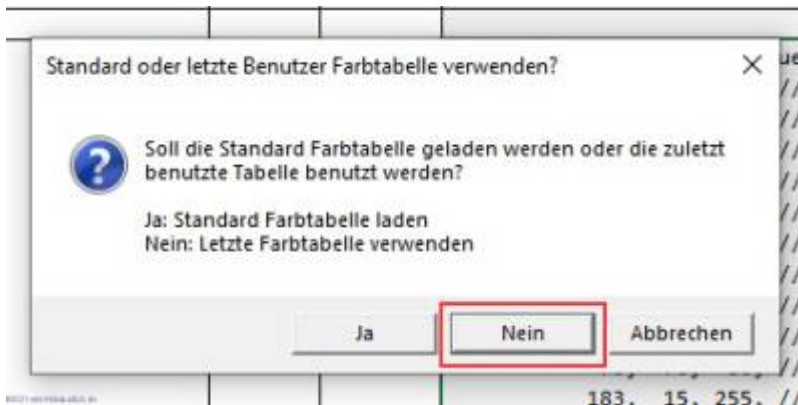 Standard oder letzte Benutzer Farbtabelle verwenden?
ue
//
//
//
Soll die Standard Farbtabelle geladen werden oder die zuletzt
benutzte Tabelle benutzt werden?
Ja: Standard Farbtabelle laden
Nein: Letzte Farbtabelle verwenden
Ja
Nein
Abbrechen
183, 15, 255, //